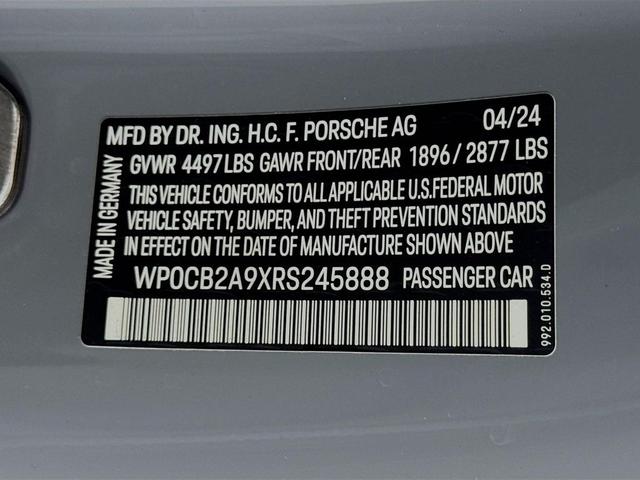 MFD BY DR. ING. H.C. F. PORSCHE AG 04/24
GVWR 4497 LBS GAWR FRONT/REAR 1896 / 2877 LBS
THIS VEHICLE CONFORMS TO ALL APPLICABLE U.S. FEDERAL MOTOR
VEHICLE SAFETY, BUMPER, AND THEFT PREVENTION STANDARDS
IN EFFECT ON THE DATE OF MANUFACTURE SHOWN ABOVE
WP0CB2A9XRS245888 PASSENGER CAR
MADE IN GERMANY
992.010.534.D